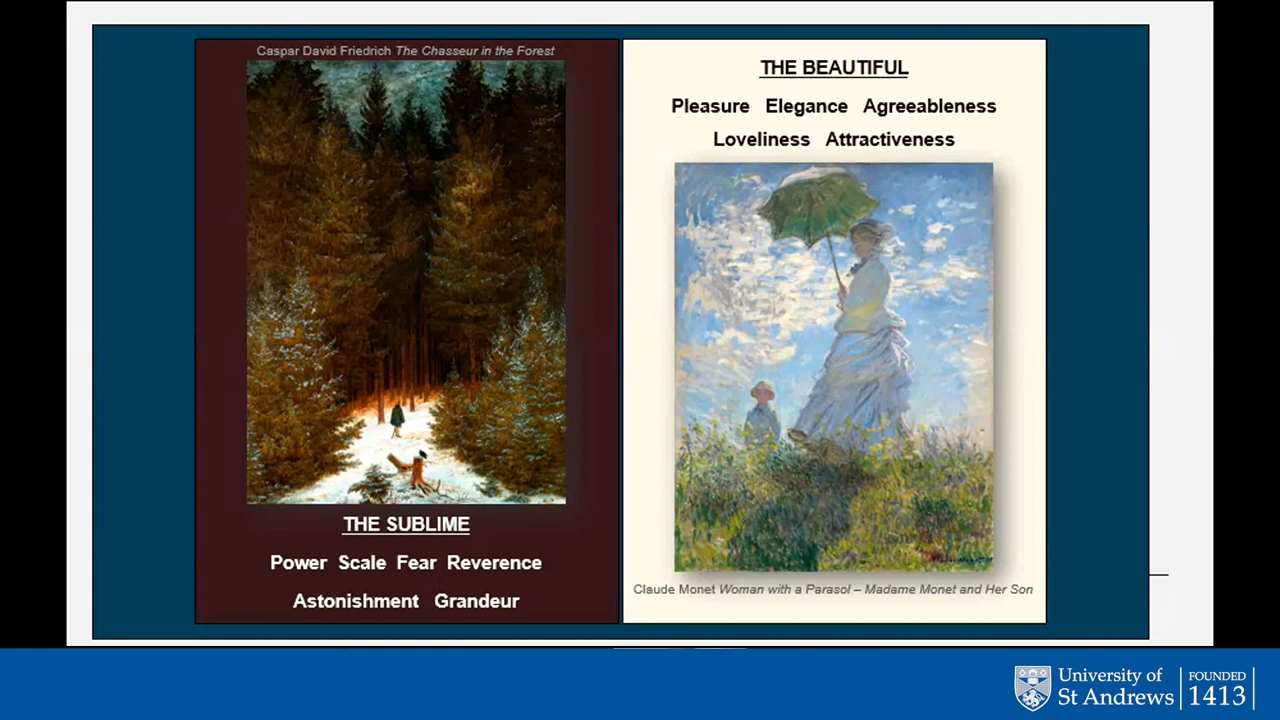 Caspar David Friedrich The Chasseur in the Forest
THE SUBLIME
Power Scale Fear Reverence
Astonishment Grandeur
THE BEAUTIFUL
Pleasure Elegance Agreeableness
Loveliness Attractiveness
Claude Monet Woman with a Parasol – Madame Monet and Her Son
University of
St Andrews
FOUNDED
1413